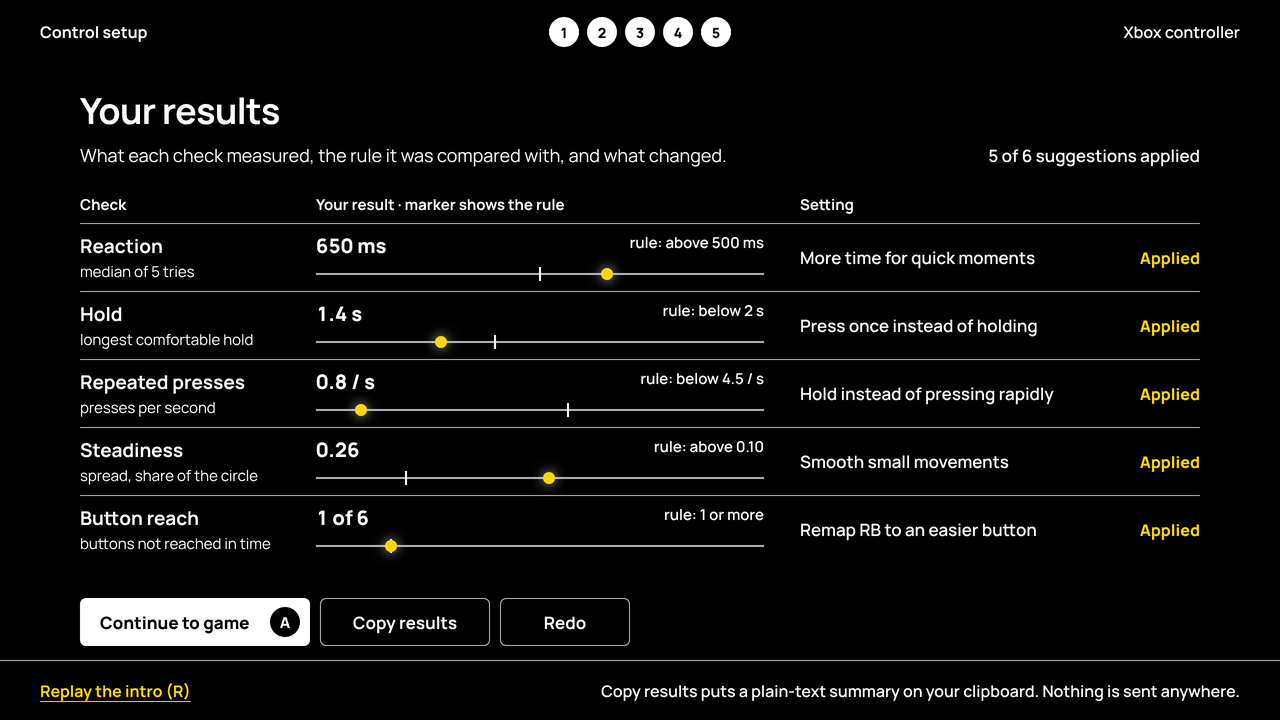 Control setup
1 2 3 4 5
Xbox controller
Your results
What each check measured, the rule it was compared with, and what changed.
5 of 6 suggestions applied
Check
Your result · marker shows the rule
Setting
Reaction
median of 5 tries
650 ms
rule: above 500 ms
More time for quick moments
Applied
Hold
longest comfortable hold
1.4 s
rule: below 2 s
Press once instead of holding
Applied
Repeated presses
presses per second
0.8 / s
rule: below 4.5 / s
Hold instead of pressing rapidly
Applied
Steadiness
spread, share of the circle
0.26
rule: above 0.10
Smooth small movements
Applied
Button reach
buttons not reached in time
1 of 6
rule: 1 or more
Remap RB to an easier button
Applied
Continue to game A
Copy results
Redo
Replay the intro (R)
Copy results puts a plain-text summary on your clipboard. Nothing is sent anywhere.